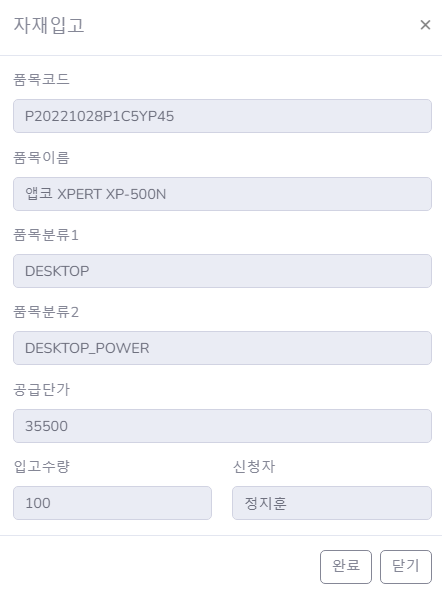 자재입고 ×
품목코드
P20221028P1C5YP45
품목이름
앱코 XPERT XP-500N
품목분류1
DESKTOP
품목분류2
DESKTOP_POWER
공급단가
35500
입고수량 신청자
100 정지훈
완료 닫기